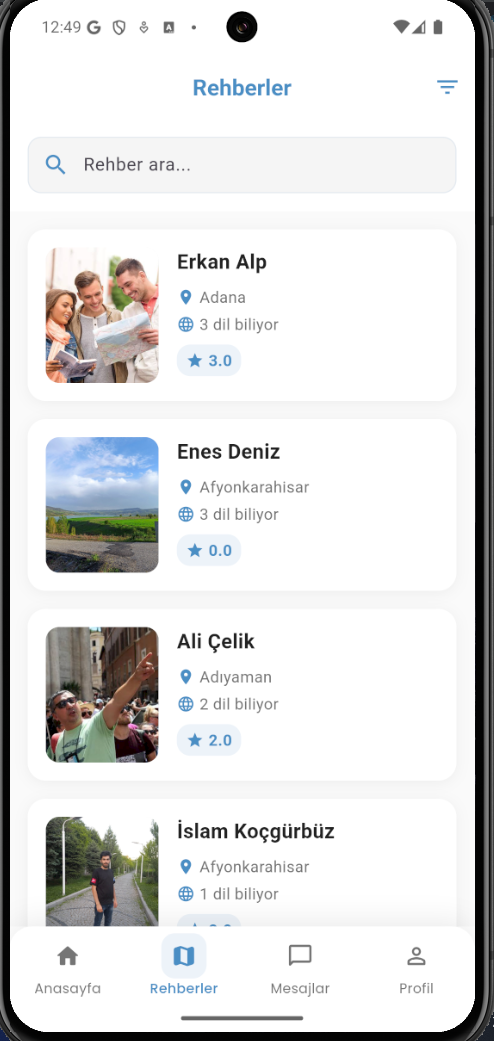 12:49
Rehberler
Rehber ara...
Erkan Alp
Adana
3 dil biliyor
3.0
Enes Deniz
Afyonkarahisar
3 dil biliyor
0.0
Ali Çelik
Adıyaman
2 dil biliyor
2.0
İslam Koçgürbüz
Afyonkarahisar
1 dil biliyor
Anasayfa
Rehberler
Mesajlar
Profil